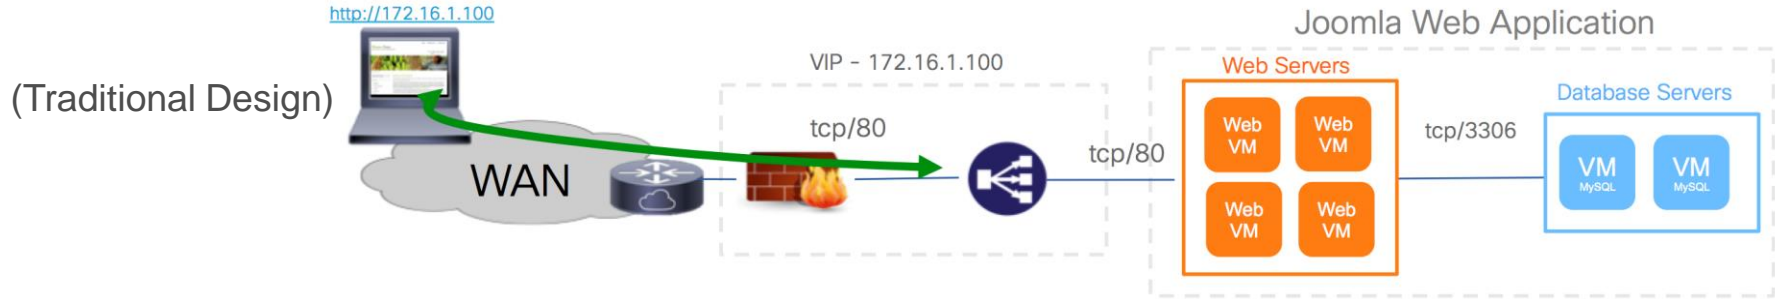 http://172.16.1.100
Joomla Web Application
VIP - 172.16.1.100
Web Servers
(Traditional Design)
Database Servers
tcp/80
Web
VM
Web
VM
tcp/3306
tcp/80
WAN
VM
MySQL
VM
MySQL
Web
VM
Web
VM